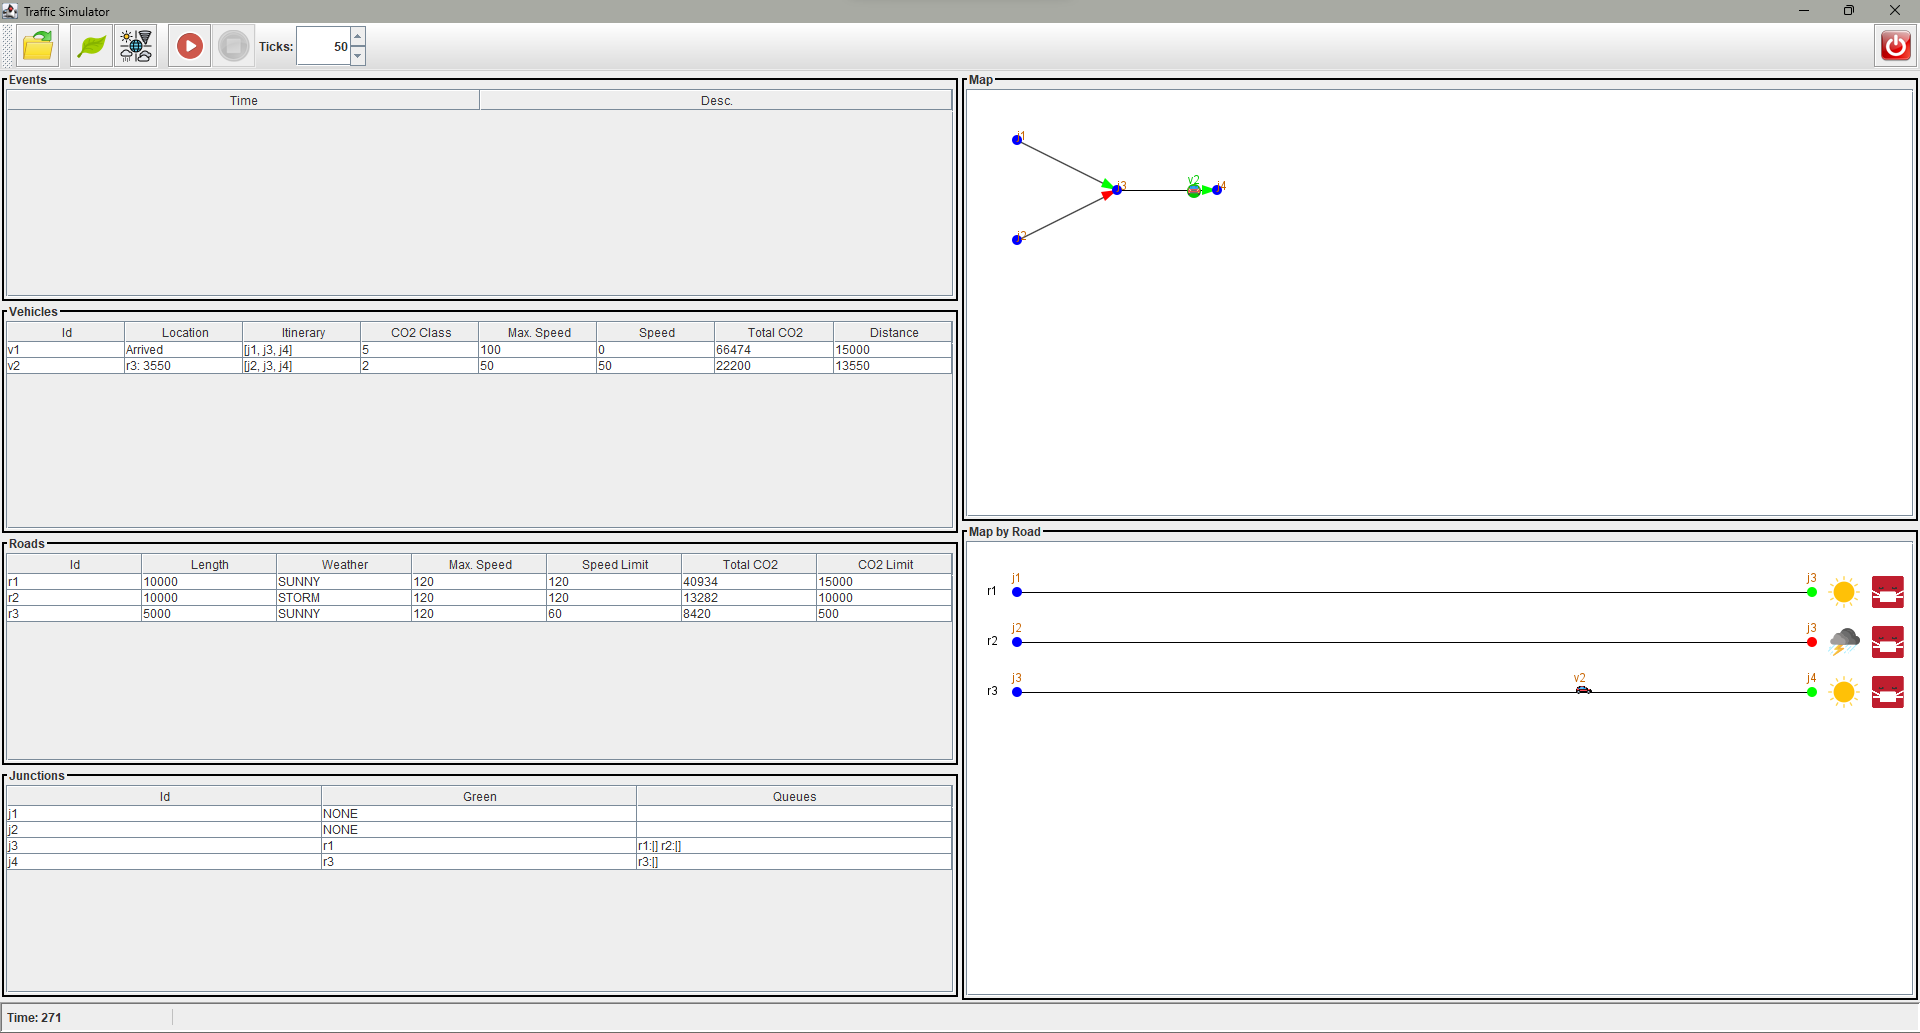 Traffic Simulator
Ticks: 50
Events
Time Desc.
Vehicles
Id Location Itinerary CO2 Class Max. Speed Speed Total CO2 Distance
v1 Arrived [j1, j3, j4] 5 100 0 66474 15000
v2 r3: 3550 [j2, j3, j4] 2 50 50 22200 13550
Roads
Id Length Weather Max. Speed Speed Limit Total CO2 CO2 Limit
r1 10000 SUNNY 120 120 40934 15000
r2 10000 STORM 120 120 13282 10000
r3 5000 SUNNY 120 60 8420 500
Junctions
Id Green Queues
j1 NONE
j2 NONE
j3 r1 r1:[] r2:[]
j4 r3 r3:[]
Map
j1
j3 v2 j4
j2
Map by Road
j1 j3
r1
j2 j3
r2
j3 v2 j4
r3
Time: 271